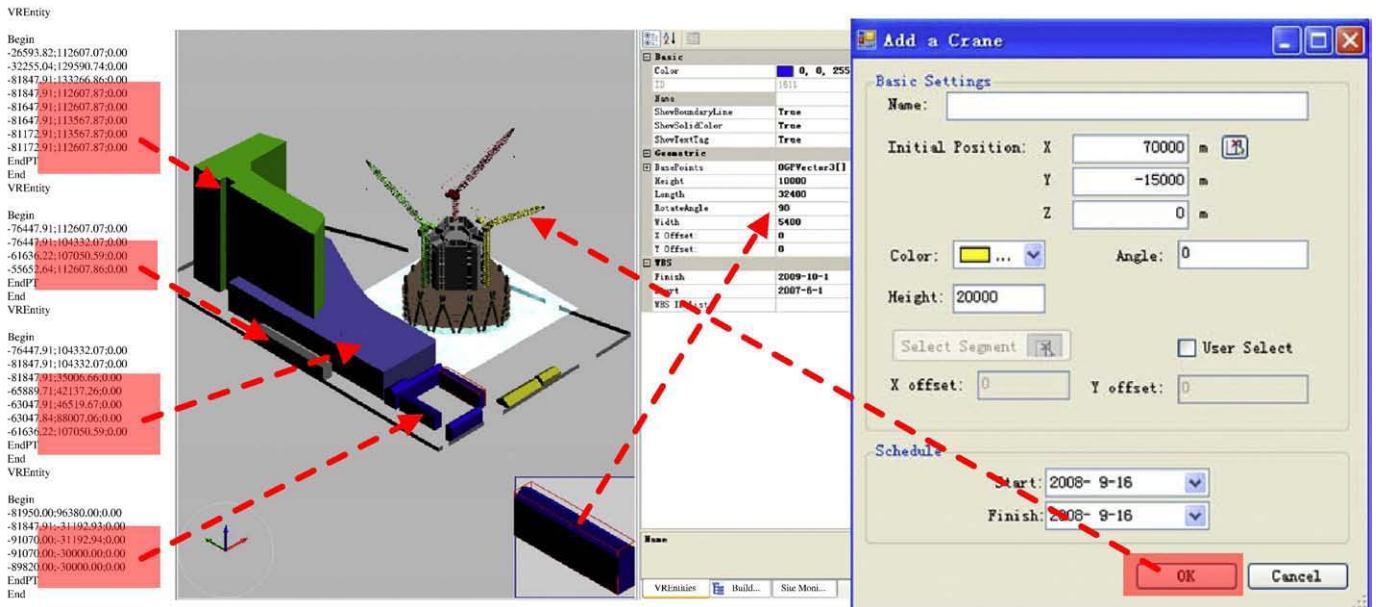 VREntity
Begin
-26593.82;112607.07;0.00
-32255.04;129590.74;0.00
-81847.91;133266.86;0.00
-81847.91;112607.87;0.00
-81647.91;112607.87;0.00
-81647.91;113567.87;0.00
-81172.91;113567.87;0.00
-81172.91;112607.87;0.00
EndPT
End
VREntity
Begin
-76447.91;112607.07;0.00
-76447.91;104332.07;0.00
-61636.22;107050.59;0.00
-55652.64;112607.86;0.00
EndPT
End
VREntity
Begin
-76447.91;104332.07;0.00
-81847.91;104332.07;0.00
-81847.91;35006.66;0.00
-65889.71;42137.26;0.00
-63047.91;46519.67;0.00
-63047.84;88007.06;0.00
-61636.22;107050.59;0.00
EndPT
End
VREntity
Begin
-81950.00;96380.00;0.00
-81847.91;-31192.93;0.00
-91070.00;-31192.94;0.00
-91070.00;-30000.00;0.00
-89820.00;-30000.00;0.00
EndPT
End
Basic
Color 0, 0, 255
ID 1611
Name
ShowBoundaryLine True
ShowSolidColor True
ShowTextTag True
Geometric
BasePoints OGPVector3[]
Height 10000
Length 32400
RotateAngle 90
Width 5400
X Offset 0
Y Offset 0
WBS
Finish 2009-10-1
Start 2007-6-1
WBS ID List
Name
VREntities Build... Site Moni...
Add a Crane
Basic Settings
Name:
Initial Position: X 70000 m
Y -15000 m
Z 0 m
Color: ... Angle: 0
Height: 20000
Select Segment User Select
X offset: 0 Y offset: 0
Schedule
Start: 2008- 9-16
Finish: 2008- 9-16
OK Cancel